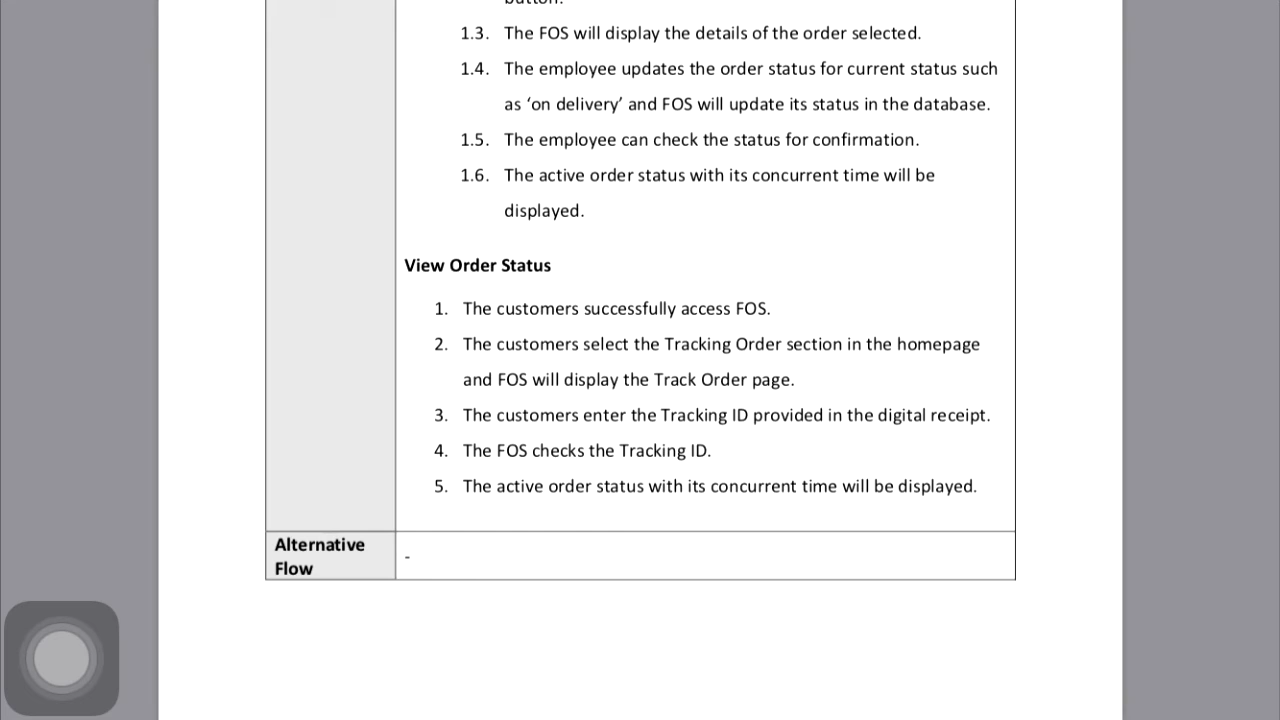 button.
1.3. The FOS will display the details of the order selected.
1.4. The employee updates the order status for current status such
as ‘on delivery’ and FOS will update its status in the database.
1.5. The employee can check the status for confirmation.
1.6. The active order status with its concurrent time will be
displayed.
View Order Status
1. The customers successfully access FOS.
2. The customers select the Tracking Order section in the homepage
and FOS will display the Track Order page.
3. The customers enter the Tracking ID provided in the digital receipt.
4. The FOS checks the Tracking ID.
5. The active order status with its concurrent time will be displayed.
Alternative
Flow
-